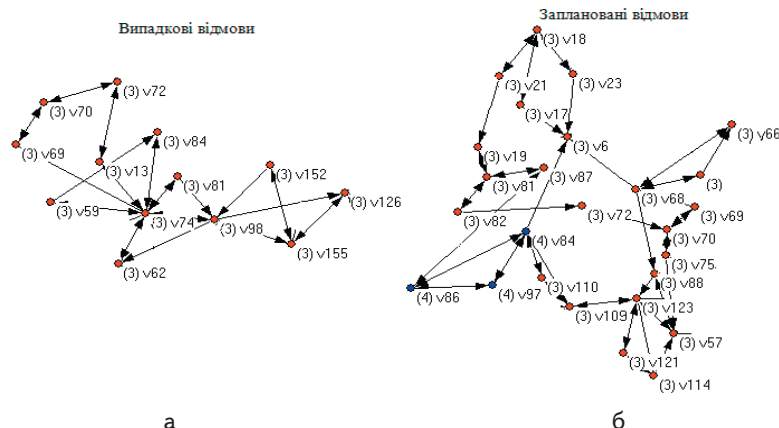 Випадкові відмови
Заплановані відмови
(3) v72
(3) v70
(3) v84
(3) v69
(3) v13
(3) v81
(3) v152
(3) v126
(3) v59
(3) v74
(3) v98
(3) v155
(3) v62
(3) v18
(3) v21
(3) v23
(3) v17
(3) v66
(3) v6
(3) v19
(3) v81
(3) v87
(3) v68
(3)
(3) v82
(3) v72
(3) v69
(4) v84
(3) v70
(3) v75
(3) v88
(4) v86
(4) v97
(3) v110
(3) v109
(3) v123
(3) v57
(3) v121
(3) v114
а
б